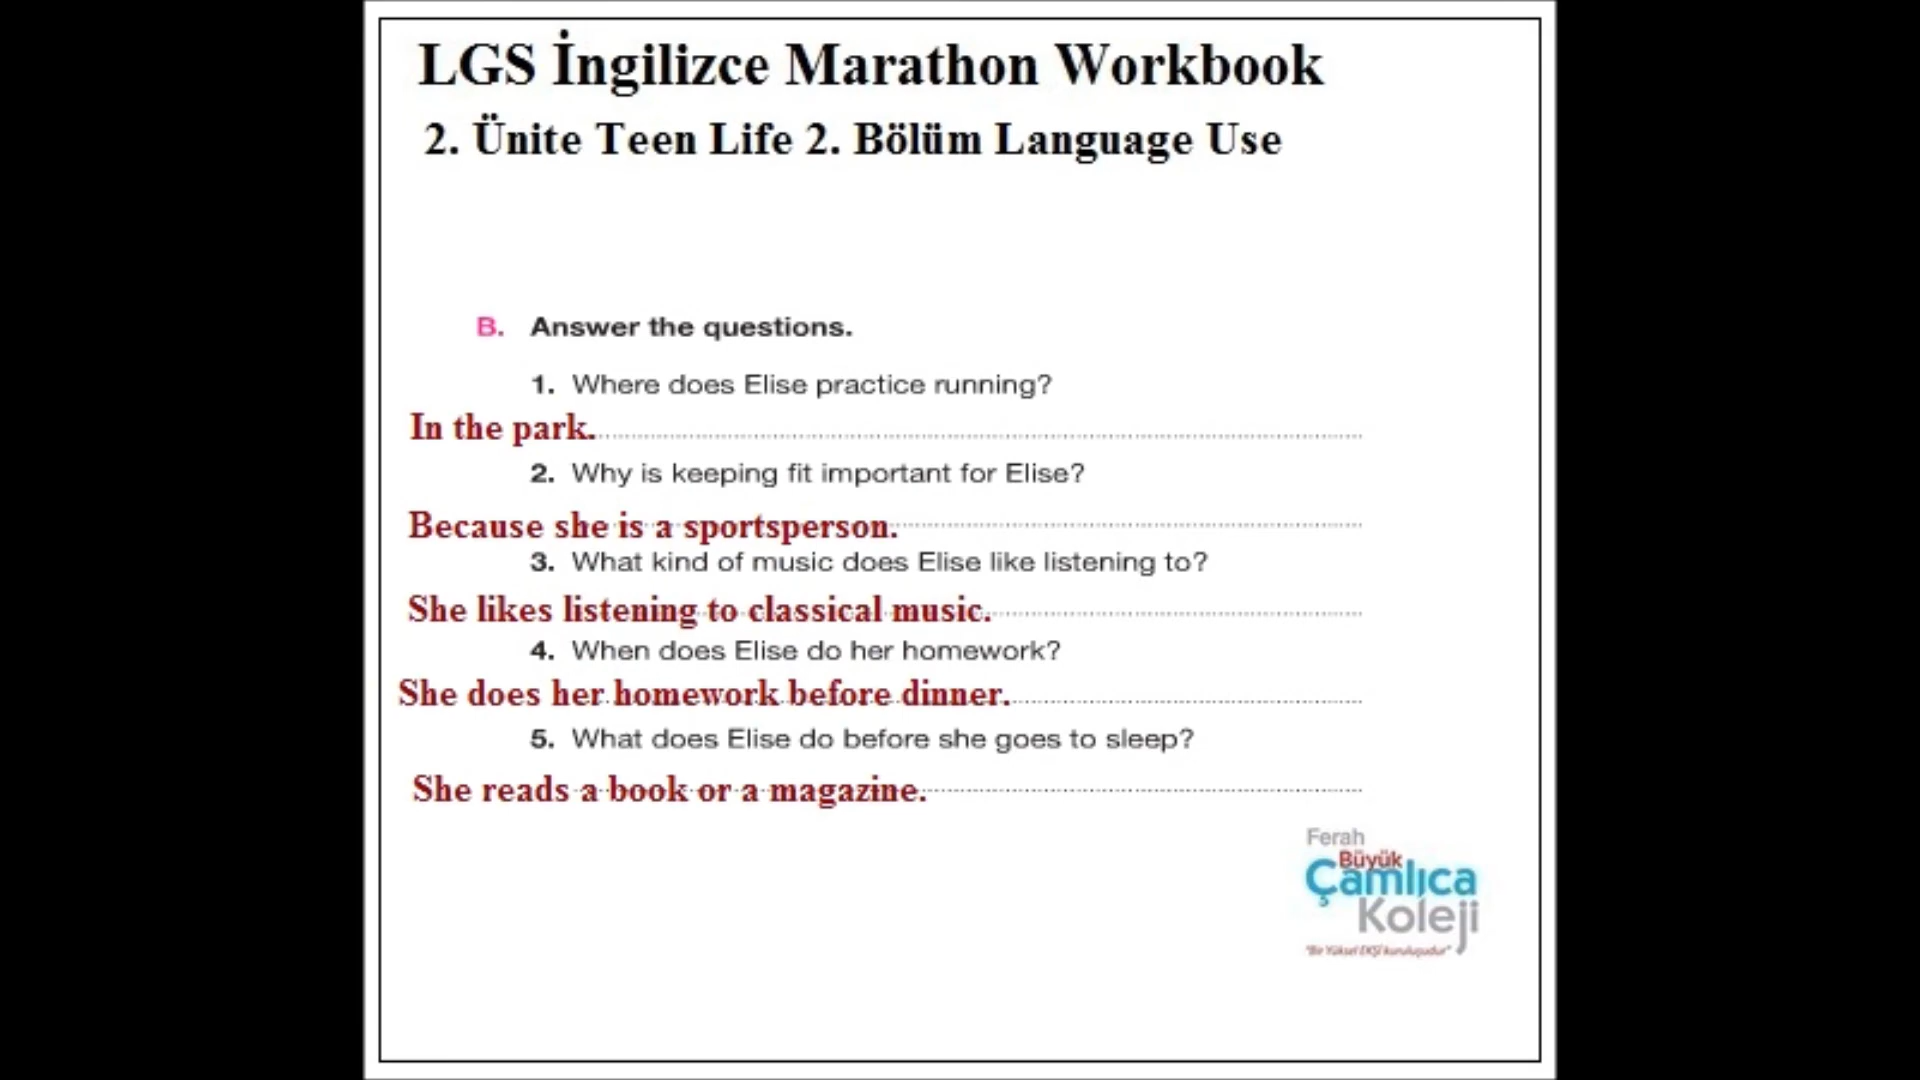 LGS İngilizce Marathon Workbook
2. Ünite Teen Life 2. Bölüm Language Use
B. Answer the questions.
1. Where does Elise practice running?
In the park.
2. Why is keeping fit important for Elise?
Because she is a sportsperson.
3. What kind of music does Elise like listening to?
She likes listening to classical music.
4. When does Elise do her homework?
She does her homework before dinner.
5. What does Elise do before she goes to sleep?
She reads a book or a magazine.
Ferah
Büyük
Çamlıca
Koleji
"Bir Yüksel EKŞİ kuruluşudur"